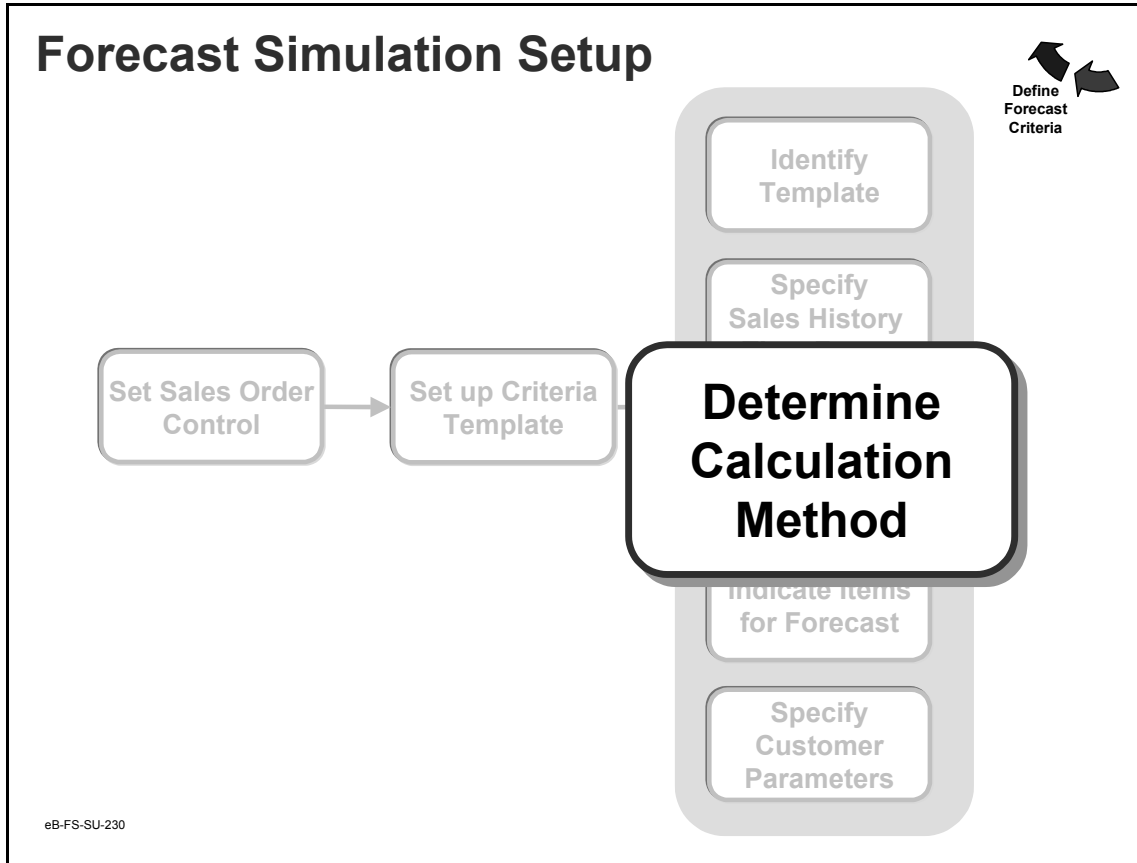 Forecast Simulation Setup
Define
Forecast
Criteria
Identify
Template
Specify
Sales History
Set Sales Order
Control
Set up Criteria
Template
Determine
Calculation
Method
Indicate Items
for Forecast
Specify
Customer
Parameters
eB-FS-SU-230